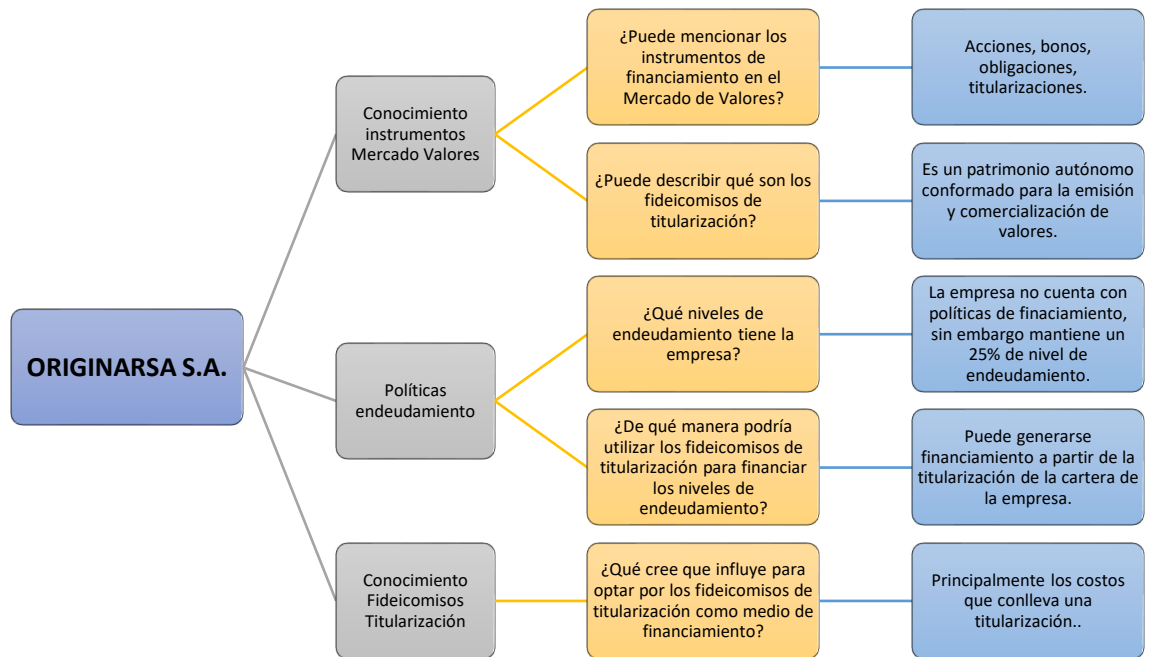 ORIGINARSA S.A.
Conocimiento
instrumentos
Mercado Valores
¿Puede mencionar los
instrumentos de
financiamiento en el
Mercado de Valores?
Acciones, bonos,
obligaciones,
titularizaciones.
¿Puede describir qué son los
fideicomisos de
titularización?
Es un patrimonio autónomo
conformado para la emisión
y comercialización de
valores.
Políticas
endeudamiento
¿Qué niveles de
endeudamiento tiene la
empresa?
La empresa no cuenta con
políticas de finaciamiento,
sin embargo mantiene un
25% de nivel de
endeudamiento.
¿De qué manera podría
utilizar los fideicomisos de
titularización para financiar
los niveles de
endeudamiento?
Puede generarse
financiamiento a partir de la
titularización de la cartera de
la empresa.
Conocimiento
Fideicomisos
Titularización
¿Qué cree que influye para
optar por los fideicomisos de
titularización como medio de
financiamiento?
Principalmente los costos
que conlleva una
titularización..